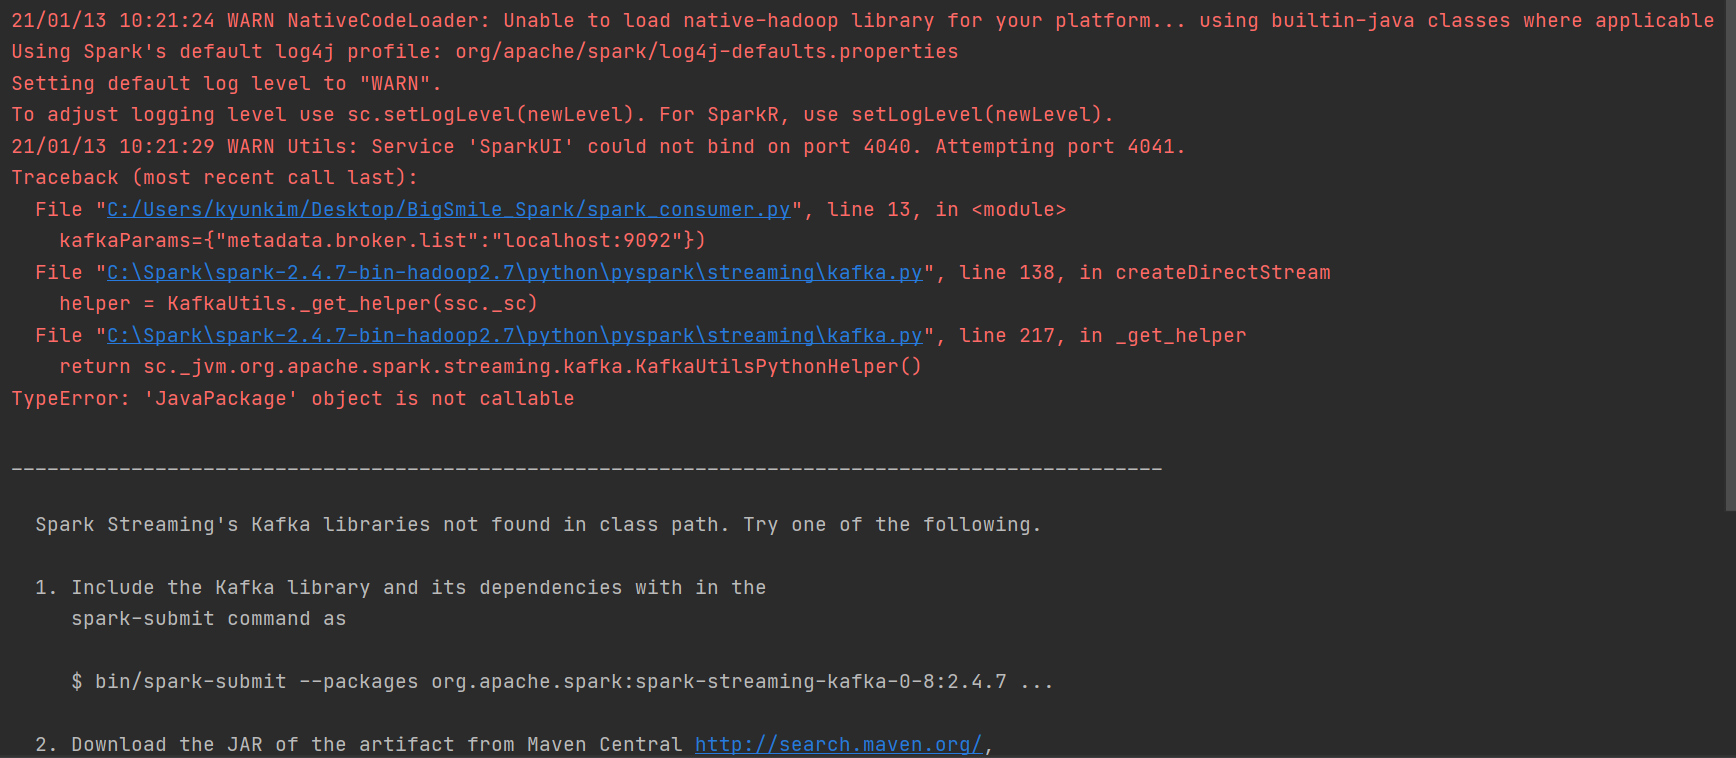 21/01/13 10:21:24 WARN NativeCodeLoader: Unable to load native-hadoop library for your platform... using builtin-java classes where applicable
Using Spark's default log4j profile: org/apache/spark/log4j-defaults.properties
Setting default log level to "WARN".
To adjust logging level use sc.setLogLevel(newLevel). For SparkR, use setLogLevel(newLevel).
21/01/13 10:21:29 WARN Utils: Service 'SparkUI' could not bind on port 4040. Attempting port 4041.
Traceback (most recent call last):
  File "C:/Users/kyunkim/Desktop/BigSmile_Spark/spark_consumer.py", line 13, in <module>
    kafkaParams={"metadata.broker.list":"localhost:9092"})
  File "C:\Spark\spark-2.4.7-bin-hadoop2.7\python\pyspark\streaming\kafka.py", line 138, in createDirectStream
    helper = KafkaUtils._get_helper(ssc._sc)
  File "C:\Spark\spark-2.4.7-bin-hadoop2.7\python\pyspark\streaming\kafka.py", line 217, in _get_helper
    return sc._jvm.org.apache.spark.streaming.kafka.KafkaUtilsPythonHelper()
TypeError: 'JavaPackage' object is not callable
________________________________________________________________________________________________
  Spark Streaming's Kafka libraries not found in class path. Try one of the following.
  1. Include the Kafka library and its dependencies with in the
     spark-submit command as
     $ bin/spark-submit --packages org.apache.spark:spark-streaming-kafka-0-8:2.4.7 ...
  2. Download the JAR of the artifact from Maven Central http://search.maven.org/,